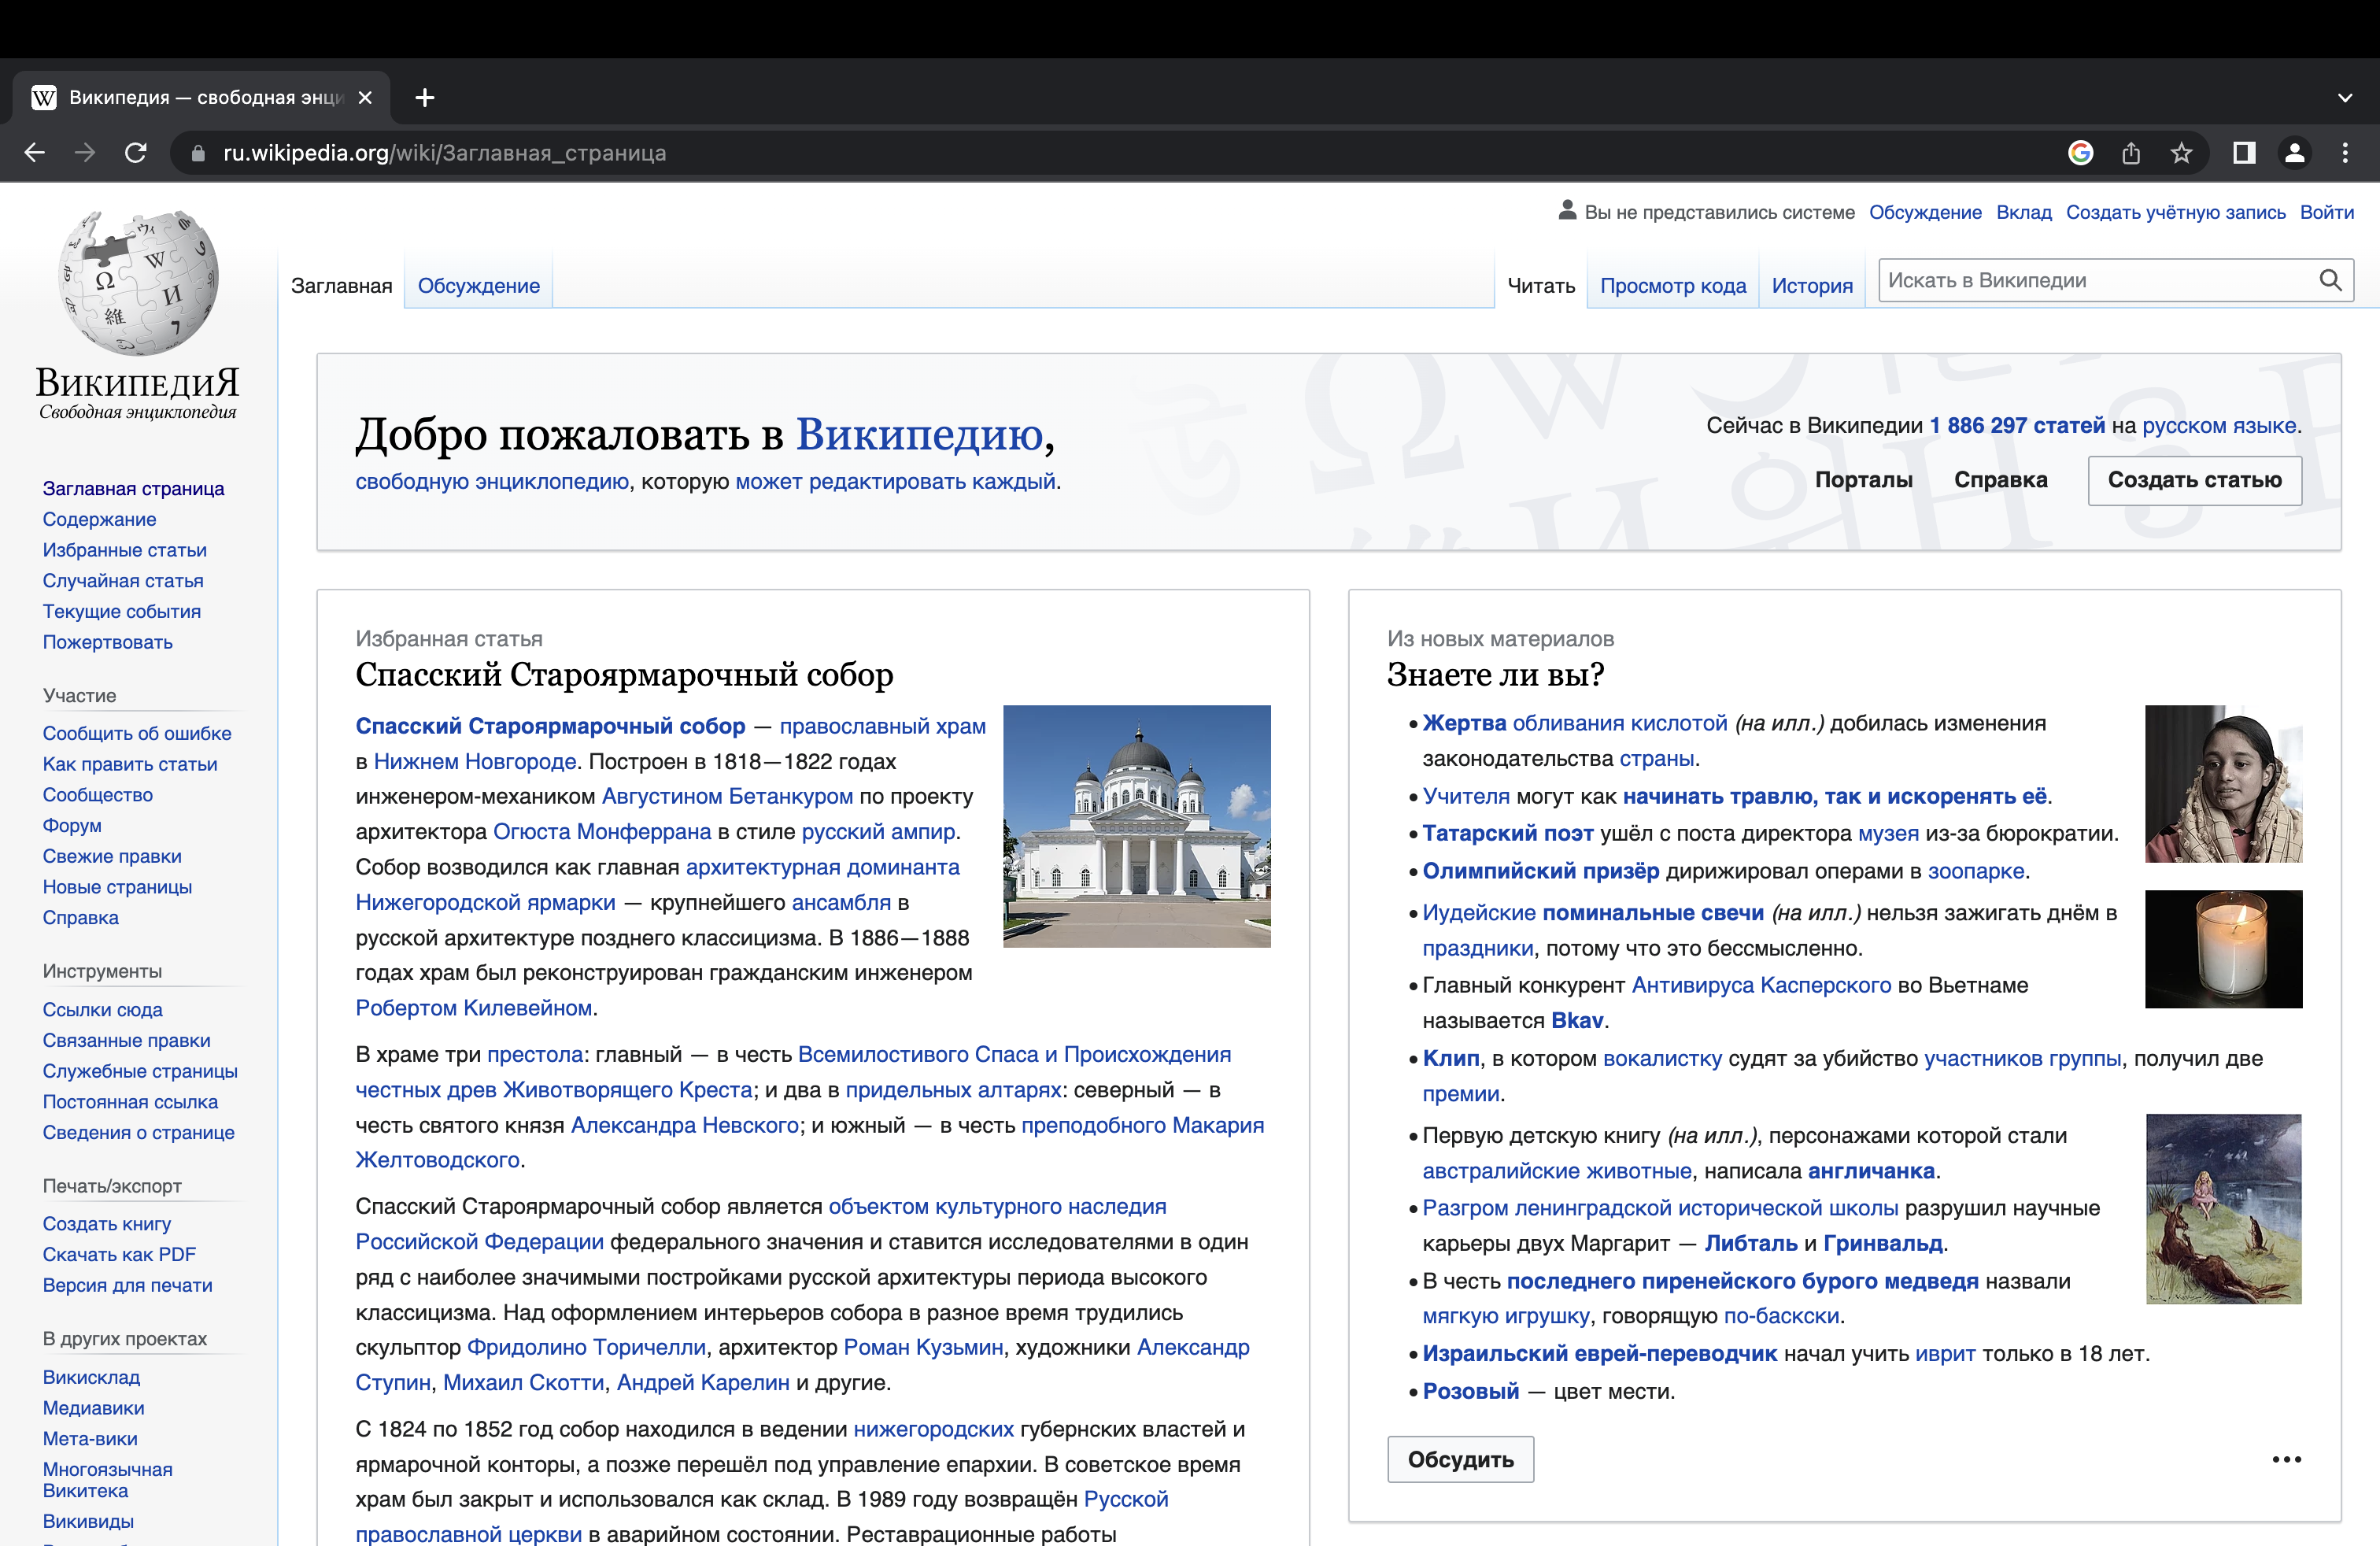 Википедия — свободная энци
ru.wikipedia.org/wiki/Заглавная_страница
Вы не представились системе Обсуждение Вклад Создать учётную запись Войти
Заглавная Обсуждение Читать Просмотр кода История Искать в Википедии
ВикипедиЯ
Свободная энциклопедия
Заглавная страница
Содержание
Избранные статьи
Случайная статья
Текущие события
Пожертвовать
Участие
Сообщить об ошибке
Как править статьи
Сообщество
Форум
Свежие правки
Новые страницы
Справка
Инструменты
Ссылки сюда
Связанные правки
Служебные страницы
Постоянная ссылка
Сведения о странице
Печать/экспорт
Создать книгу
Скачать как PDF
Версия для печати
В других проектах
Викисклад
Медиавики
Мета-вики
Многоязычная
Викитека
Викивиды
Добро пожаловать в Википедию,
свободную энциклопедию, которую может редактировать каждый.
Сейчас в Википедии 1 886 297 статей на русском языке.
Порталы Справка Создать статью
Избранная статья
Спасский Староярмарочный собор
Спасский Староярмарочный собор — православный храм
в Нижнем Новгороде. Построен в 1818—1822 годах
инженером-механиком Августином Бетанкуром по проекту
архитектора Огюста Монферрана в стиле русский ампир.
Собор возводился как главная архитектурная доминанта
Нижегородской ярмарки — крупнейшего ансамбля в
русской архитектуре позднего классицизма. В 1886—1888
годах храм был реконструирован гражданским инженером
Робертом Килевейном.
В храме три престола: главный — в честь Всемилостивого Спаса и Происхождения
честных древ Животворящего Креста; и два в придельных алтарях: северный — в
честь святого князя Александра Невского; и южный — в честь преподобного Макария
Желтоводского.
Спасский Староярмарочный собор является объектом культурного наследия
Российской Федерации федерального значения и ставится исследователями в один
ряд с наиболее значимыми постройками русской архитектуры периода высокого
классицизма. Над оформлением интерьеров собора в разное время трудились
скульптор Фридолино Торичелли, архитектор Роман Кузьмин, художники Александр
Ступин, Михаил Скотти, Андрей Карелин и другие.
С 1824 по 1852 год собор находился в ведении нижегородских губернских властей и
ярмарочной конторы, а позже перешёл под управление епархии. В советское время
храм был закрыт и использовался как склад. В 1989 году возвращён Русской
православной церкви в аварийном состоянии. Реставрационные работы
Из новых материалов
Знаете ли вы?
• Жертва обливания кислотой (на илл.) добилась изменения
законодательства страны.
• Учителя могут как начинать травлю, так и искоренять её.
• Татарский поэт ушёл с поста директора музея из-за бюрократии.
• Олимпийский призёр дирижировал операми в зоопарке.
• Иудейские поминальные свечи (на илл.) нельзя зажигать днём в
праздники, потому что это бессмысленно.
• Главный конкурент Антивируса Касперского во Вьетнаме
называется Bkav.
• Клип, в котором вокалистку судят за убийство участников группы, получил две
премии.
• Первую детскую книгу (на илл.), персонажами которой стали
австралийские животные, написала англичанка.
• Разгром ленинградской исторической школы разрушил научные
карьеры двух Маргарит — Либталь и Гринвальд.
• В честь последнего пиренейского бурого медведя назвали
мягкую игрушку, говорящую по-баскски.
• Израильский еврей-переводчик начал учить иврит только в 18 лет.
• Розовый — цвет мести.
Обсудить